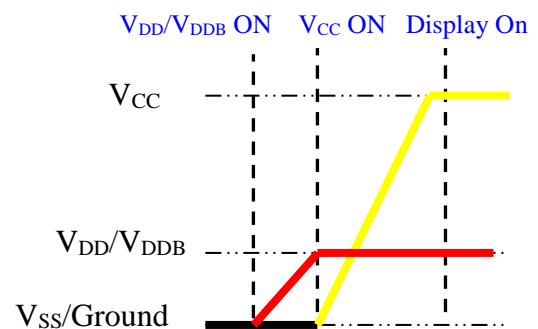 VDD/VDDB ON VCC ON Display On
VCC
VDD/VDDB
VSS/Ground